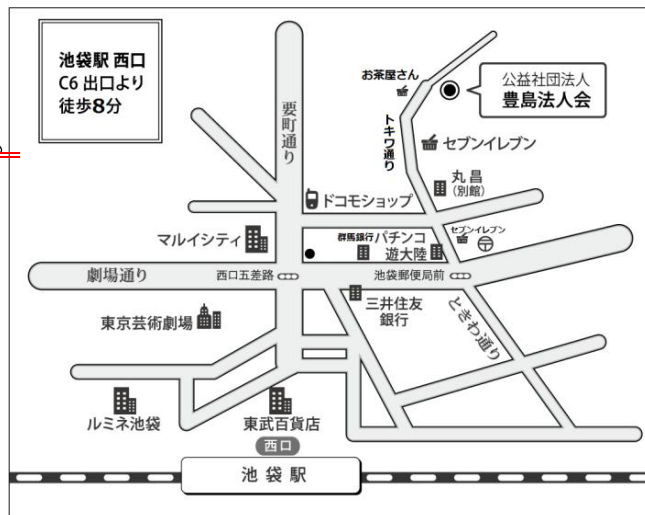 池袋駅 西口
C6 出口より
徒歩8分
お茶屋さん
公益社団法人
豊島法人会
要町通り
トキワ通り
セブンイレブン
丸昌
(別館)
ドコモショップ
マルイシティ
群馬銀行
パチンコ
遊大陸
セブンイレブン
劇場通り
西口五差路
池袋郵便局前
三井住友
銀行
ときわ通り
東京芸術劇場
ルミネ池袋
東武百貨店
西口
池袋駅